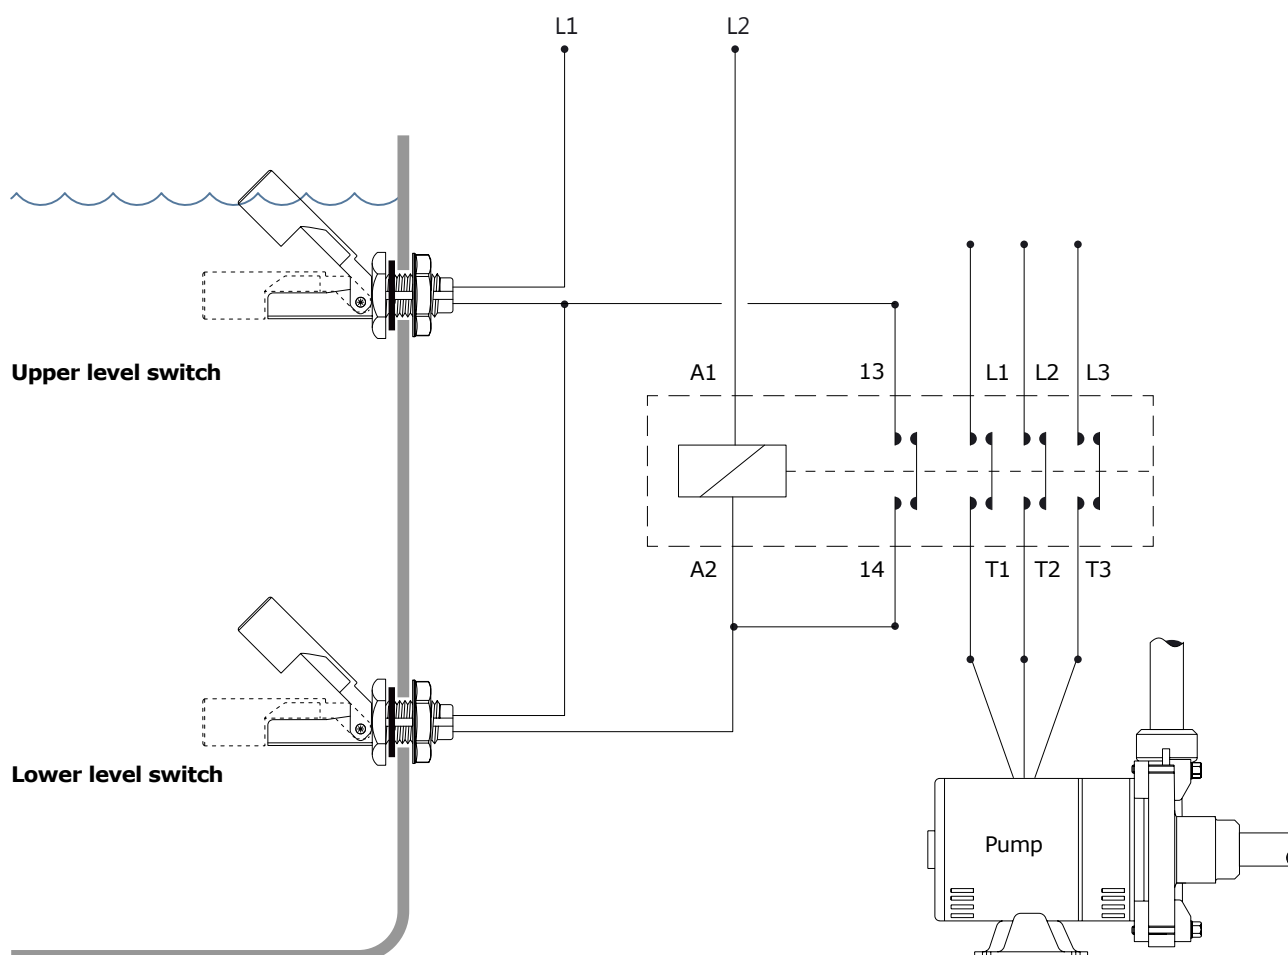 L1 L2
Upper level switch
A1 13 L1 L2 L3
A2 14 T1 T2 T3
Lower level switch
Pump